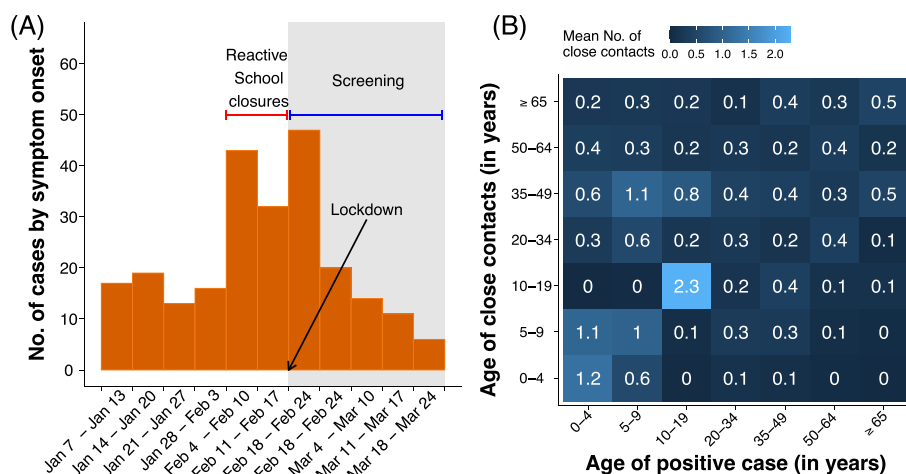 (A)
No. of cases by symptom onset
60
50
40
30
20
10
0
Reactive
School
closures
Screening
Lockdown
Jan 7 – Jan 13
Jan 14 – Jan 20
Jan 21 – Jan 27
Jan 28 – Feb 3
Feb 4 – Feb 10
Feb 11 – Feb 17
Feb 18 – Feb 24
Feb 18 – Feb 24
Mar 4 – Mar 10
Mar 11 – Mar 17
Mar 18 – Mar 24
(B)
Mean No. of
close contacts
0.0 0.5 1.0 1.5 2.0
Age of close contacts (in years)
≥ 65 0.2 0.3 0.2 0.1 0.4 0.3 0.5
50–64 0.4 0.3 0.2 0.3 0.2 0.4 0.2
35–49 0.6 1.1 0.8 0.4 0.4 0.3 0.5
20–34 0.3 0.6 0.2 0.3 0.2 0.4 0.1
10–19 0 0 2.3 0.2 0.4 0.1 0.1
5–9 1.1 1 0.1 0.3 0.3 0.1 0
0–4 1.2 0.6 0 0.1 0.1 0 0
0–4 5–9 10–19 20–34 35–49 50–64 ≥ 65
Age of positive case (in years)